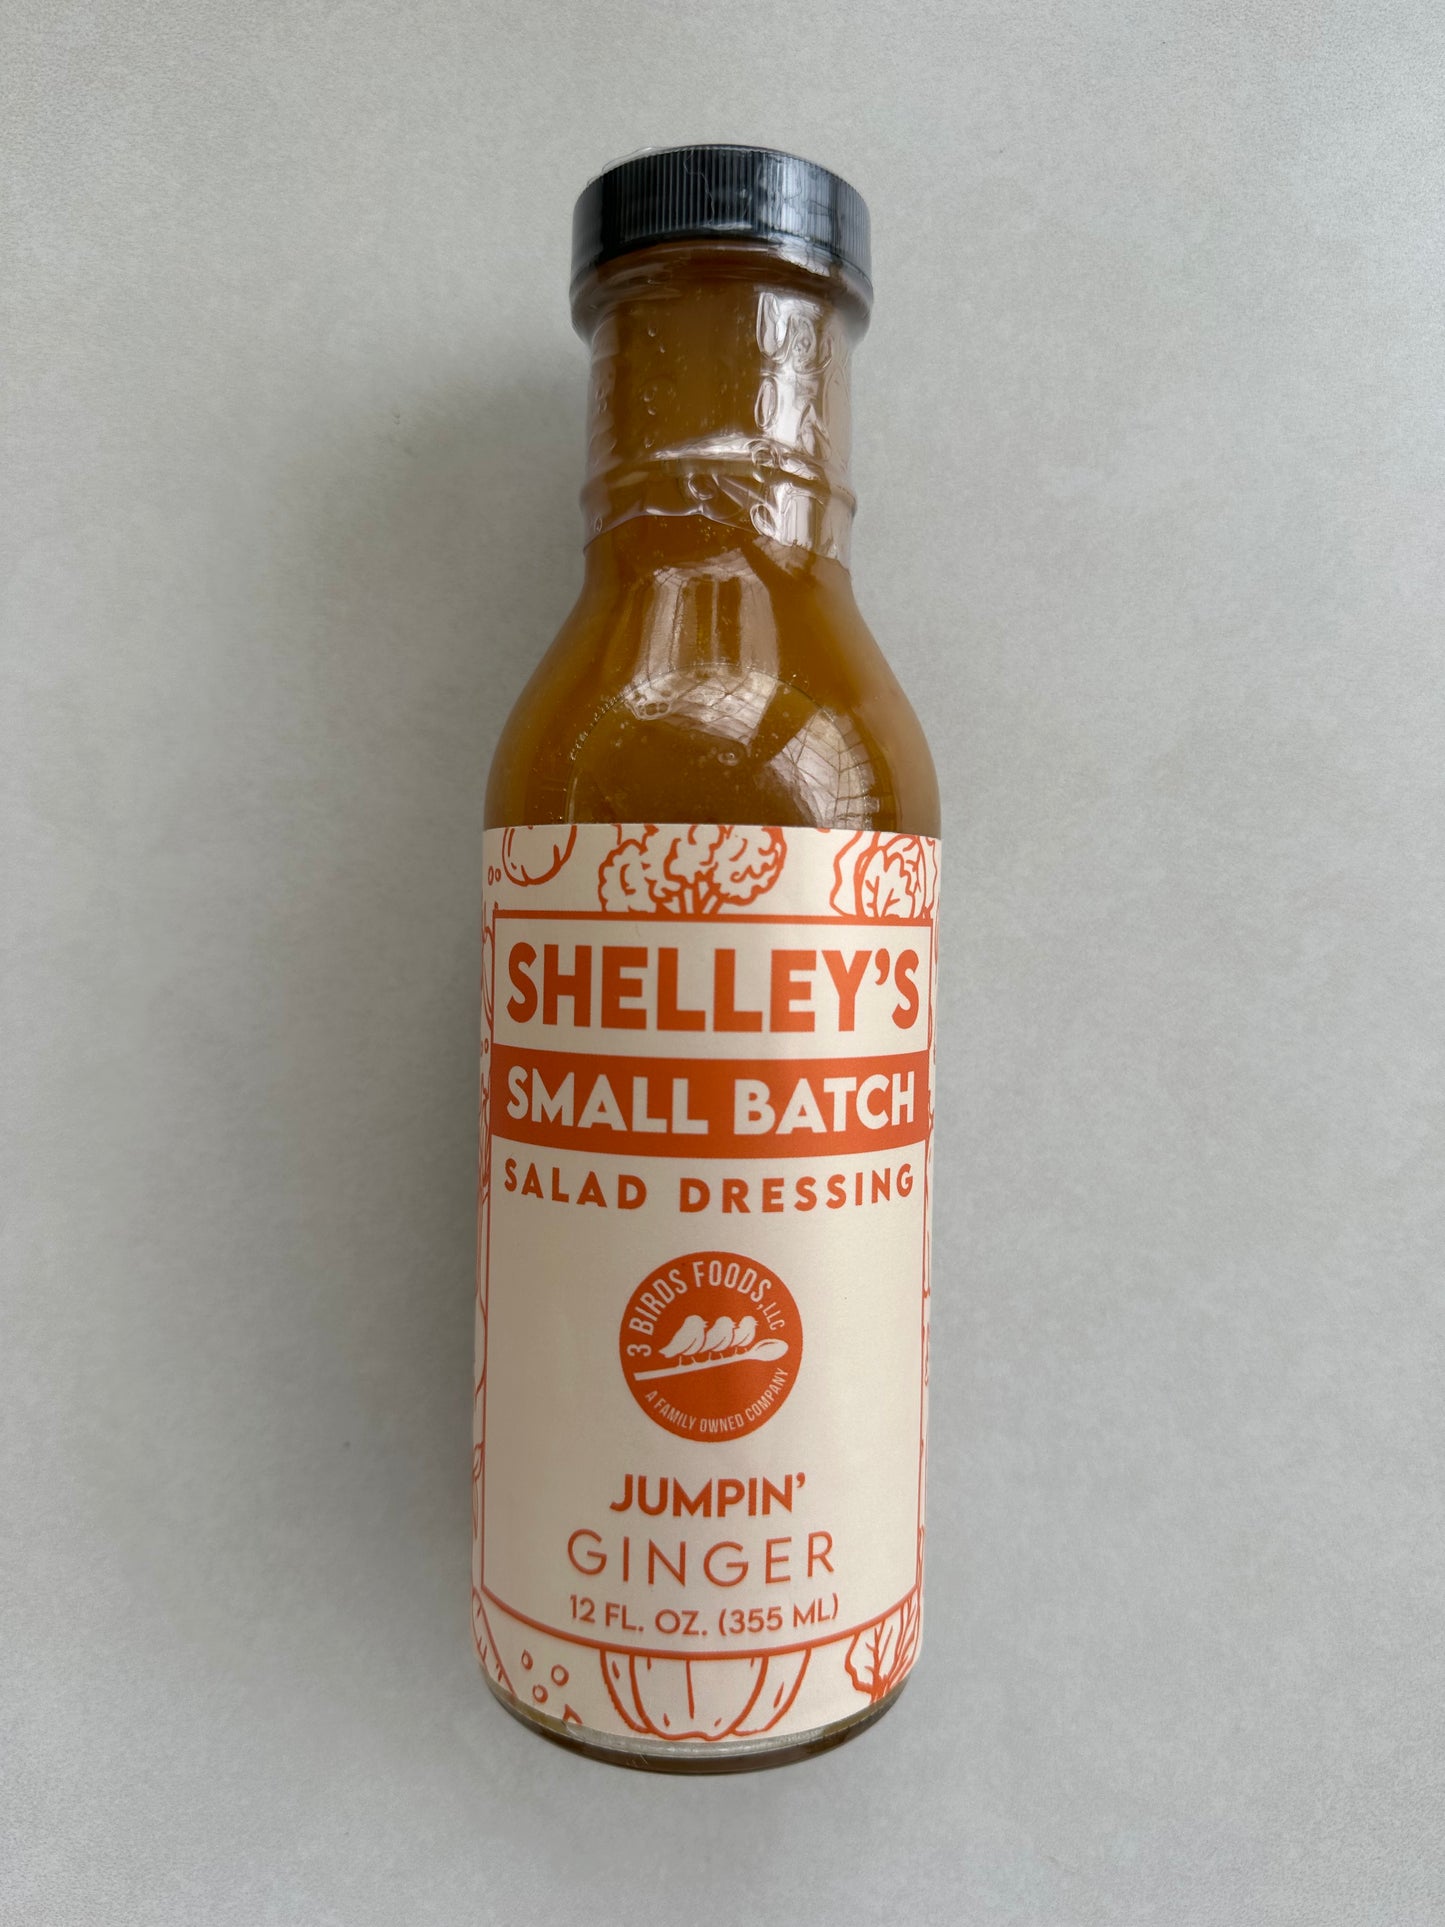 SHELLEY'S
SMALL BATCH
SALAD DRESSING
3 BIRDS FOODS, LLC
A FAMILY OWNED COMPANY
JUMPIN'
GINGER
12 FL. OZ. (355 ML)